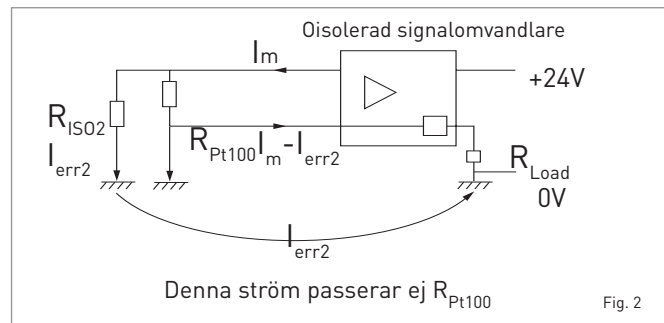 Oisolerad signalomvandlare
Im
+24V
RISO2
Ierr2
RPt100
Im-Ierr2
RLoad
0V
Ierr2
Denna ström passerar ej RPt100
Fig. 2